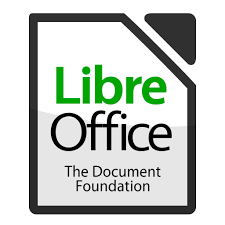 Libre
Office
The Document
Foundation